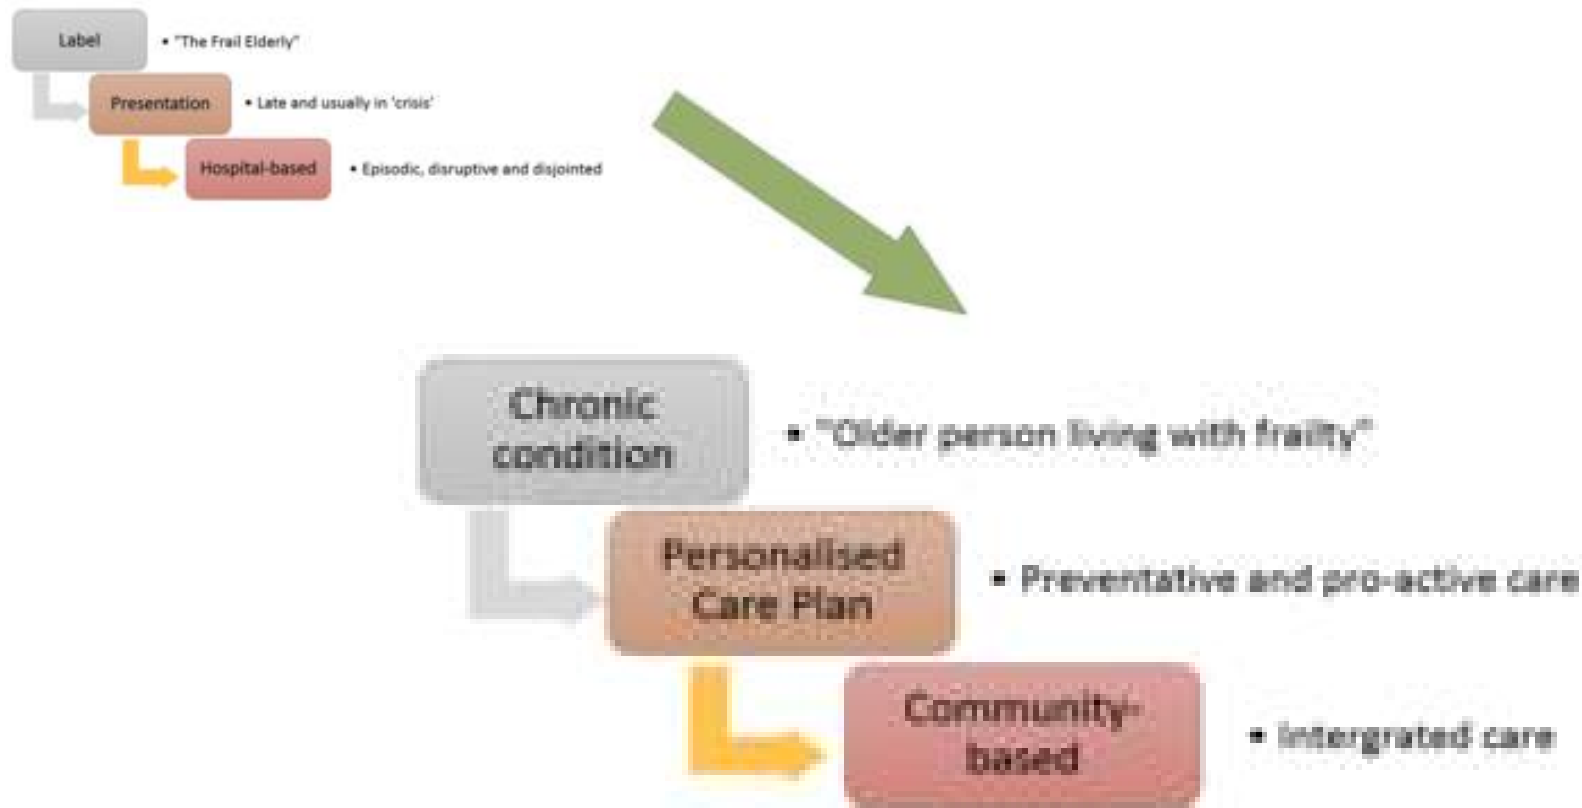 Label
• "The Frail Elderly"
Presentation
• Late and usually in 'crisis'
Hospital-based
• Episodic, disruptive and disjointed
Chronic
condition
• "Older person living with frailty"
Personalised
Care Plan
• Preventative and pro-active care
Community-
based
• Intergrated care